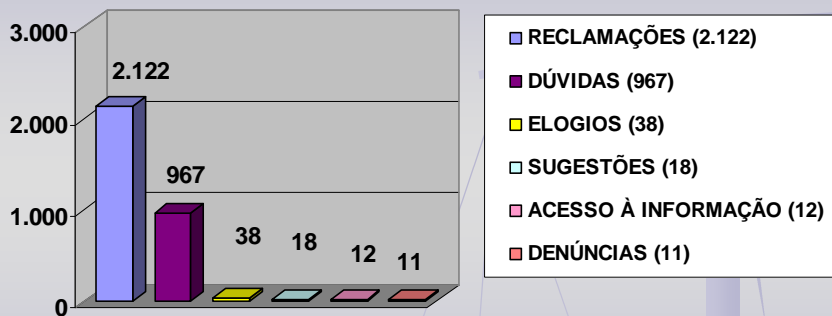 3.000
2.000
1.000
0
2.122
967
38
18
12
11
RECLAMAÇÕES (2.122)
DÚVIDAS (967)
ELOGIOS (38)
SUGESTÕES (18)
ACESSO À INFORMAÇÃO (12)
DENÚNCIAS (11)